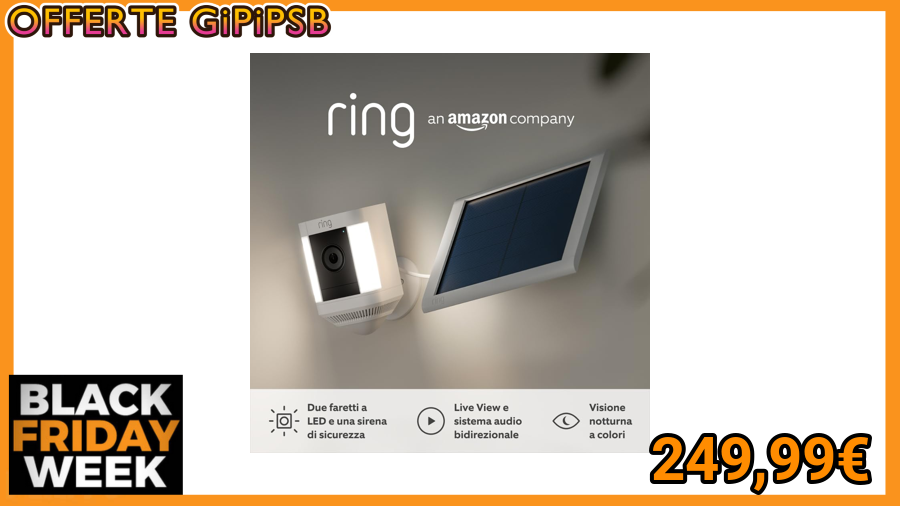 OFFERTE GiPiPSB
ring an amazon company
ring
Due faretti a
LED e una sirena
di sicurezza
Live View e
sistema audio
bidirezionale
Visione
notturna
a colori
BLACK
FRIDAY
WEEK
249,99€